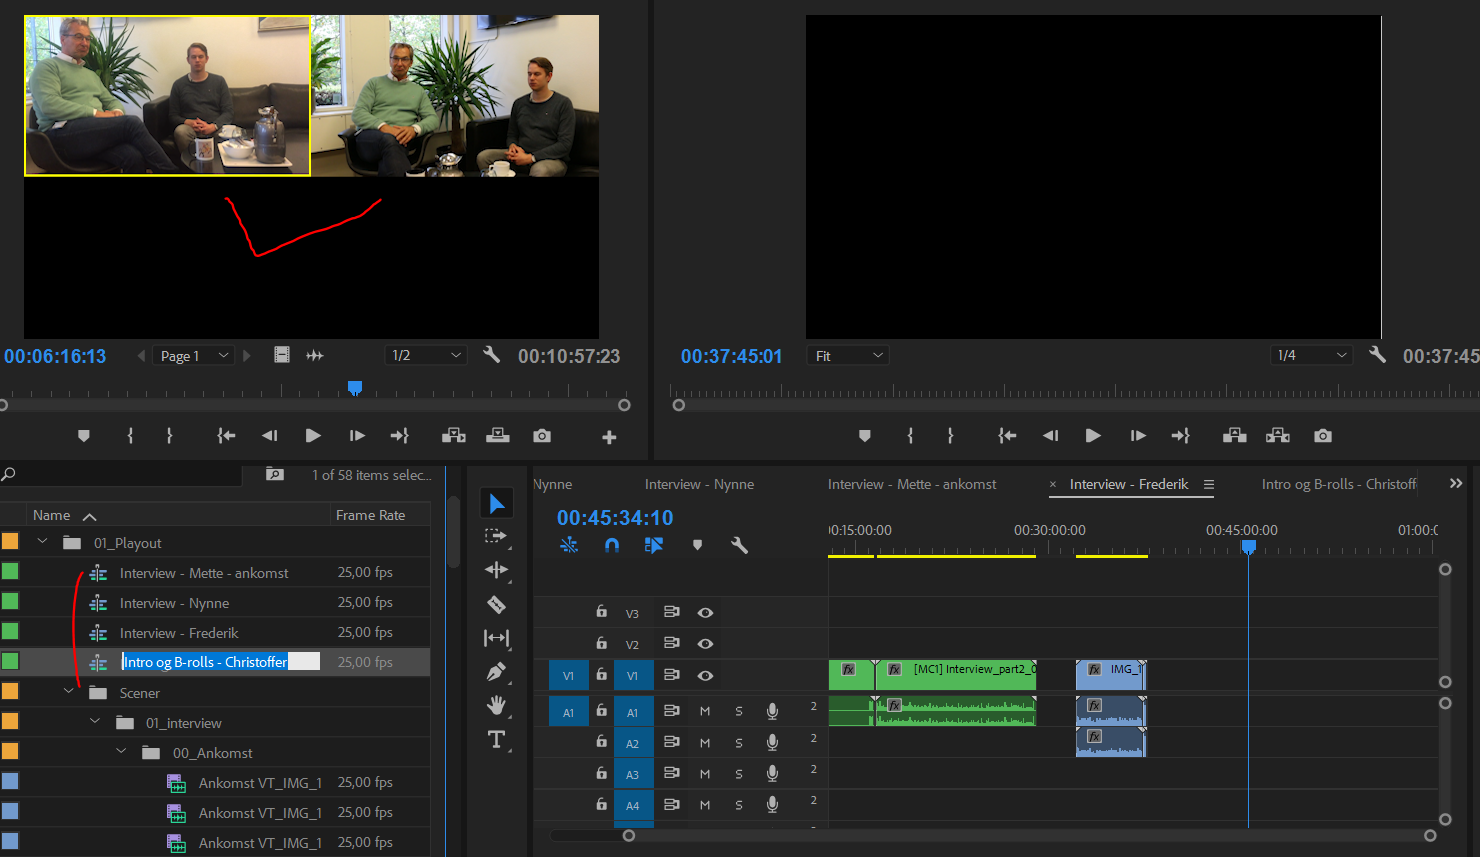 00:06:16:13 Page 1 1/2 00:10:57:23
00:37:45:01 Fit 1/4 00:37:45
1 of 58 items selec...
Name Frame Rate
01_Playout
Interview - Mette - ankomst 25,00 fps
Interview - Nynne 25,00 fps
Interview - Frederik 25,00 fps
Intro og B-rolls - Christoffer 25,00 fps
Scener
01_interview
00_Ankomst
Ankomst VT_IMG_1 25,00 fps
Ankomst VT_IMG_1 25,00 fps
Ankomst VT_IMG_1 25,00 fps
T
Nynne Interview - Nynne Interview - Mette - ankomst × Interview - Frederik Intro og B-rolls - Christoff
00:45:34:10
00:15:00:00 00:30:00:00 00:45:00:00 01:00:0
V3
V2
V1 V1 fx fx [MC1] Interview_part2_0 fx IMG_1
A1 A1 M S 2 fx fx
A2 M S 2 fx
A3 M S 2
A4 M S 2